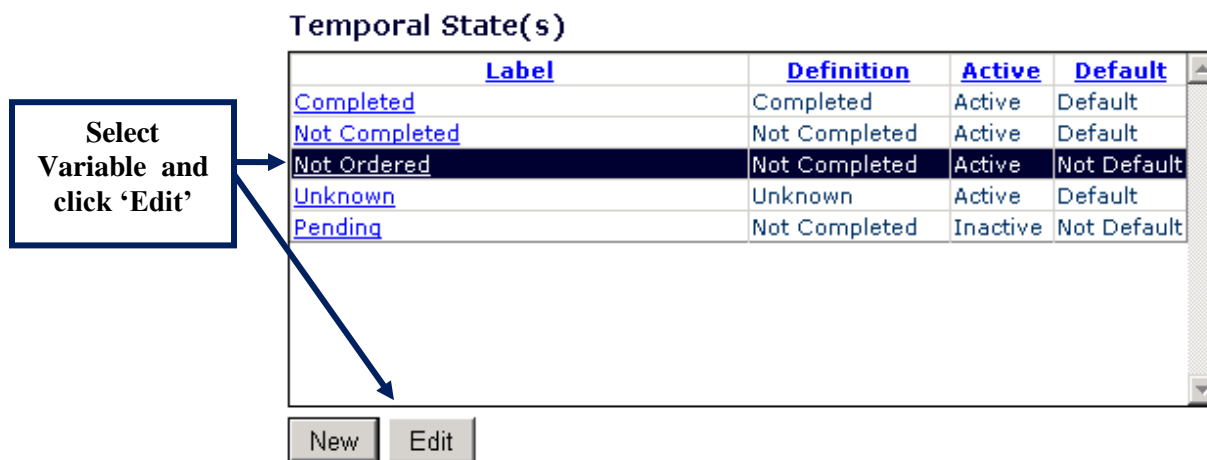 Temporal State(s)
Label Definition Active Default
Completed Completed Active Default
Not Completed Not Completed Active Default
Not Ordered Not Completed Active Not Default
Unknown Unknown Active Default
Pending Not Completed Inactive Not Default
Select
Variable and
click ‘Edit’
New Edit